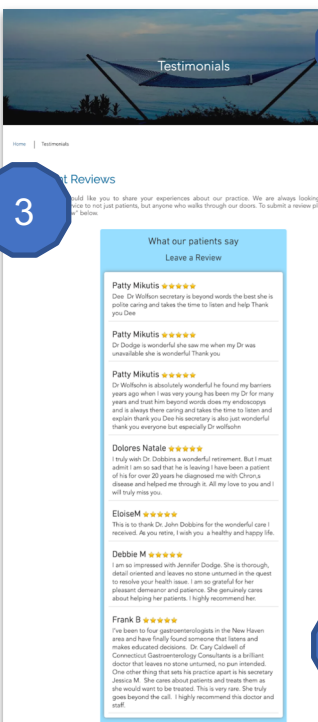 Testimonials
Home | Testimonials
3
nt Reviews
ould like you to share your experiences about our practice. We are always looking
vice to not just patients, but anyone who walks through our doors. To submit a review pl
w" below.
What our patients say
Leave a Review
Patty Mikutis
Dee Dr Wolfson secretary is beyond words the best she is
polite caring and takes the time to listen and help Thank
you Dee
Patty Mikutis
Dr Dodge is wonderful she saw me when my Dr was
unavailable she is wonderful Thank you
Patty Mikutis
Dr Wolfsohn is absolutely wonderful he found my barriers
years ago when I was very young has been my Dr for many
years and trust him beyond words does my endoscopys
and is always there caring and takes the time to listen and
explain thank you Dee his secretary is also just wonderful
thank you everyone but especially Dr wolfsohn
Dolores Natale
I truly wish Dr. Dobbins a wonderful retirement. But I must
admit I am so sad that he is leaving I have been a patient
of his for over 20 years he diagnosed me with Chron,s
disease and helped me through it. All my love to you and I
will truly miss you.
EloiseM
This is to thank Dr. John Dobbins for the wonderful care I
received. As you retire, I wish you a healthy and happy life.
Debbie M
I am so impressed with Jennifer Dodge. She is thorough,
detail oriented and leaves no stone unturned in the quest
to resolve your health issue. I am so grateful for her
pleasant demeanor and patience. She genuinely cares
about helping her patients. I highly recommend her.
Frank B
I've been to four gastroenterologists in the New Haven
area and have finally found someone that listens and
makes educated decisions. Dr. Cary Caldwell of
Connecticut Gastroenterology Consultants is a brilliant
doctor that leaves no stone unturned, no pun intended.
One other thing that sets his practice apart is his secretary
Jessica M. She cares about patients and treats them as
she would want to be treated. This is very rare. She truly
goes beyond the call. I highly recommend this doctor and
staff.